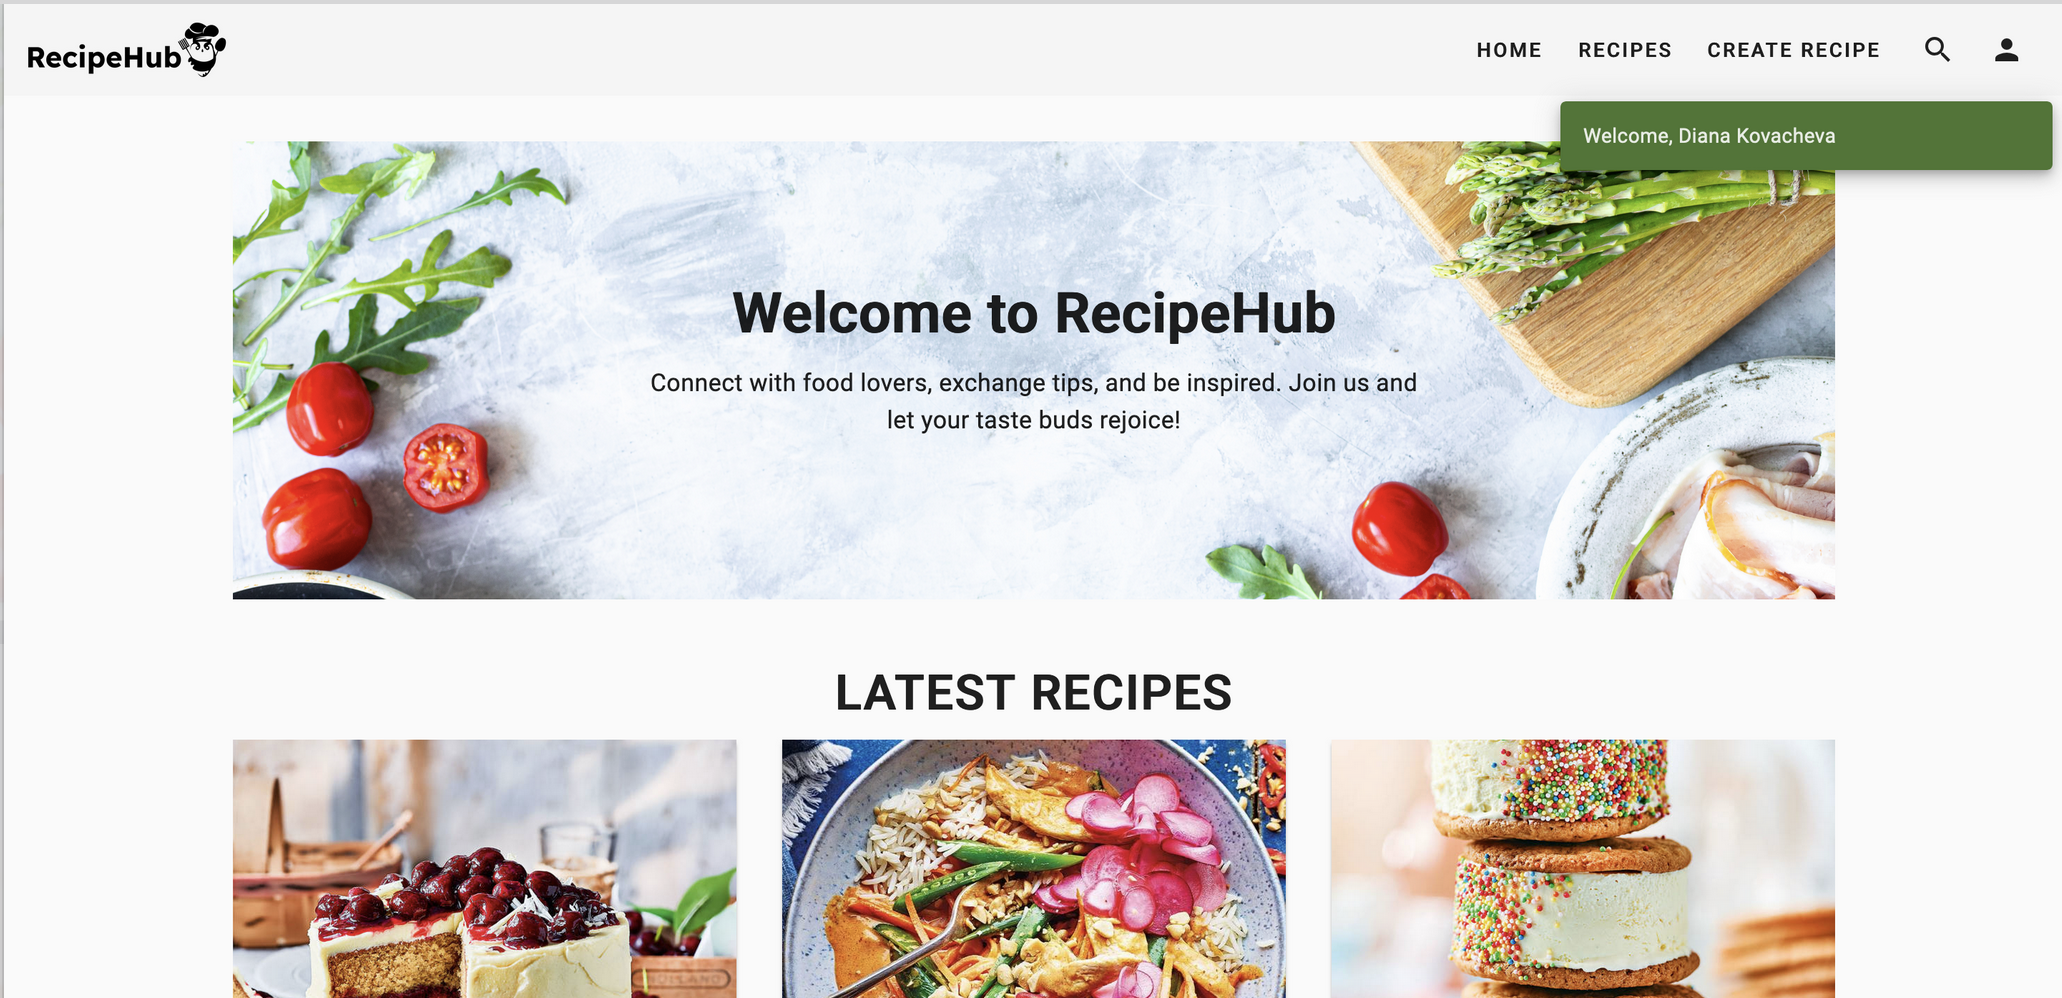 RecipeHub
HOME RECIPES CREATE RECIPE
Welcome, Diana Kovacheva
Welcome to RecipeHub
Connect with food lovers, exchange tips, and be inspired. Join us and
let your taste buds rejoice!
LATEST RECIPES